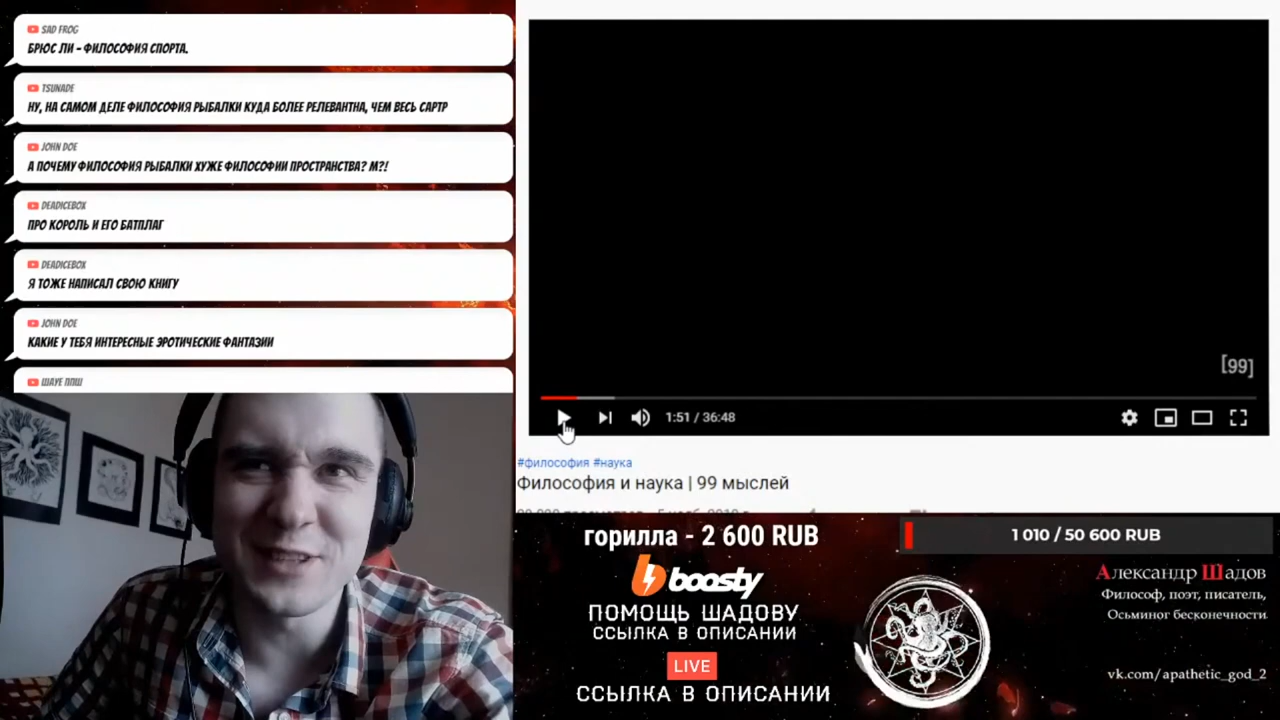 SAD FROG
БРЮС ЛИ - ФИЛОСОФИЯ СПОРТА.
TSUNADE
НУ, НА САМОМ ДЕЛЕ ФИЛОСОФИЯ РЫБАЛКИ КУДА БОЛЕЕ РЕЛЕВАНТНА, ЧЕМ ВЕСЬ САРТР
JOHN DOE
А ПОЧЕМУ ФИЛОСОФИЯ РЫБАЛКИ ХУЖЕ ФИЛОСОФИИ ПРОСТРАНСТВА? М?!
DEADICEBOX
ПРО КОРОЛЬ И ЕГО БАТПЛАГ
DEADICEBOX
Я ТОЖЕ НАПИСАЛ СВОЮ КНИГУ
JOHN DOE
КАКИЕ У ТЕБЯ ИНТЕРЕСНЫЕ ЭРОТИЧЕСКИЕ ФАНТАЗИИ
ШАУЕ ППШ
[99]
1:51 / 36:48
#философия #наука
Философия и наука | 99 мыслей
горилла - 2 600 RUB
boosty
ПОМОЩЬ ШАДОВУ
ССЫЛКА В ОПИСАНИИ
LIVE
ССЫЛКА В ОПИСАНИИ
1 010 / 50 600 RUB
Александр Шадов
Философ, поэт, писатель,
Осьминог бесконечности
vk.com/apathetic_god_2